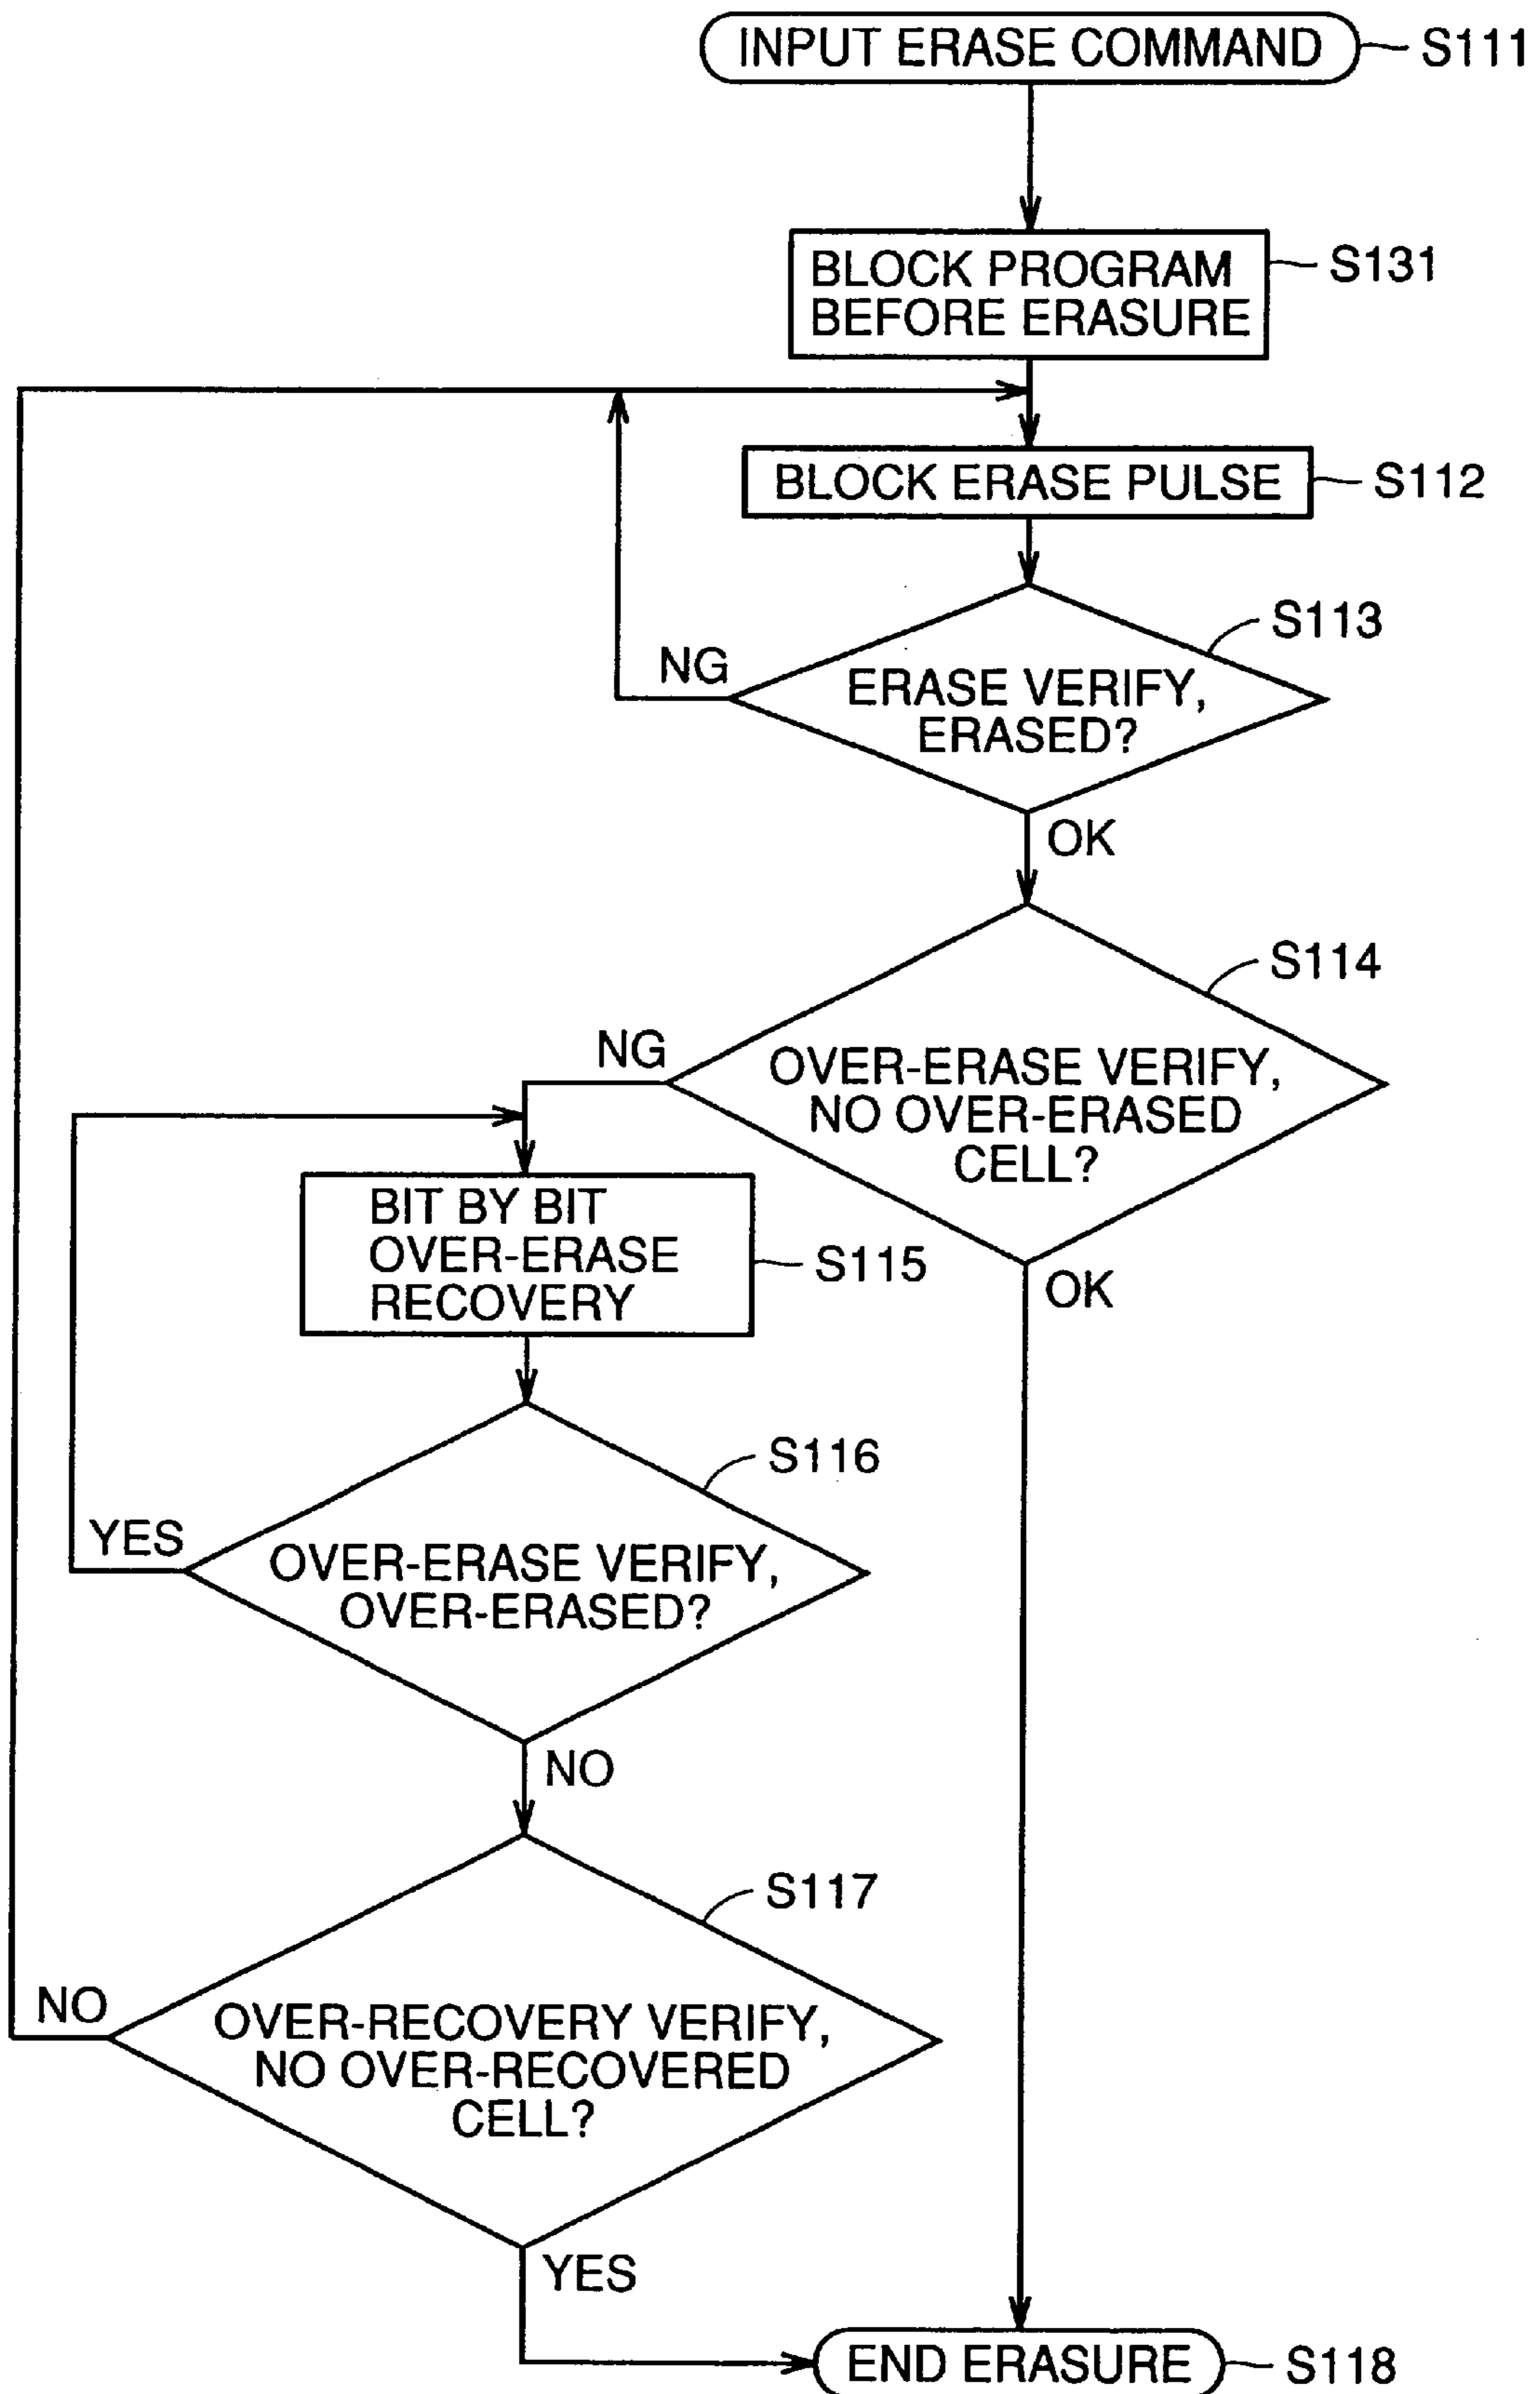 INPUT ERASE COMMAND
S111
BLOCK PROGRAM
BEFORE ERASURE
S131
BLOCK ERASE PULSE
S112
S113
NG
ERASE VERIFY,
ERASED?
OK
S114
NG
OVER-ERASE VERIFY,
NO OVER-ERASED
CELL?
OK
BIT BY BIT
OVER-ERASE
RECOVERY
S115
S116
YES
OVER-ERASE VERIFY,
OVER-ERASED?
NO
S117
NO
OVER-RECOVERY VERIFY,
NO OVER-RECOVERED
CELL?
YES
END ERASURE
S118